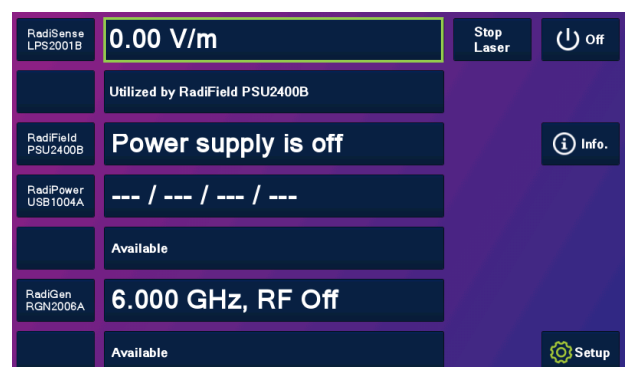 RadiSense
LPS2001B
0.00 V/m
Stop
Laser
Off
Utilized by RadiField PSU2400B
RadiField
PSU2400B
Power supply is off
Info.
RadiPower
USB1004A
--- / --- / --- / ---
Available
RadiGen
RGN2006A
6.000 GHz, RF Off
Available
Setup